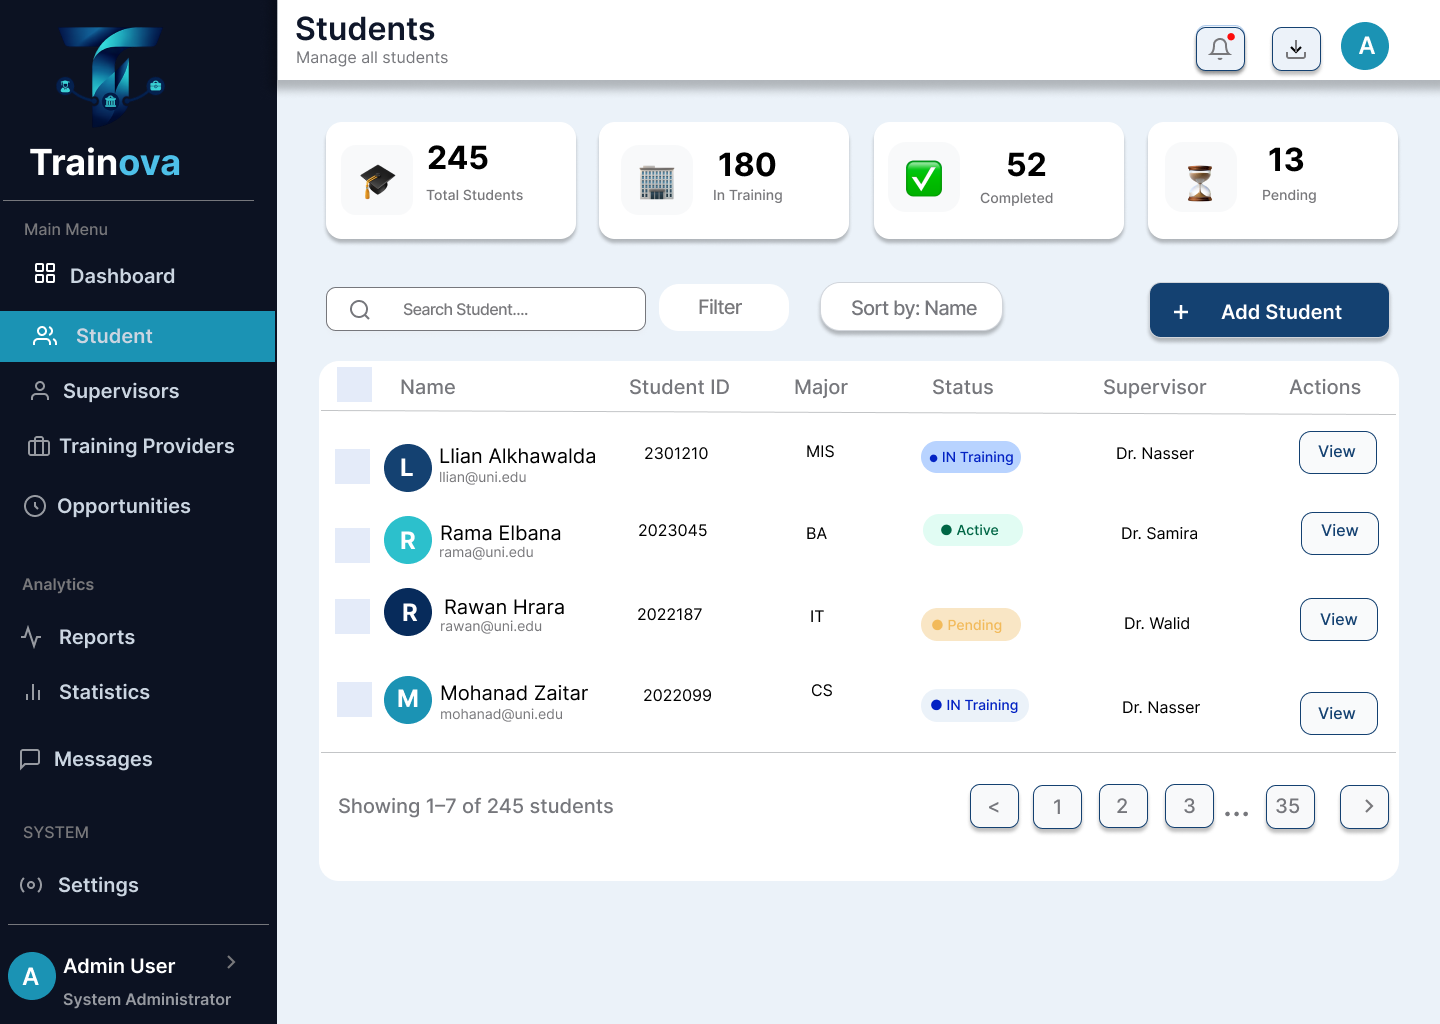 Trainova
Main Menu
Dashboard
Student
Supervisors
Training Providers
Opportunities
Analytics
Reports
Statistics
Messages
SYSTEM
Settings
A
Admin User
System Administrator
Students
Manage all students
A
245
Total Students
180
In Training
52
Completed
13
Pending
Search Student....
Filter
Sort by: Name
+ Add Student
Name Student ID Major Status Supervisor Actions
L Llian Alkhawalda 2301210 MIS IN Training Dr. Nasser View
llian@uni.edu
R Rama Elbana 2023045 BA Active Dr. Samira View
rama@uni.edu
R Rawan Hrara 2022187 IT Pending Dr. Walid View
rawan@uni.edu
M Mohanad Zaitar 2022099 CS IN Training Dr. Nasser View
mohanad@uni.edu
Showing 1–7 of 245 students < 1 2 3 ... 35 >